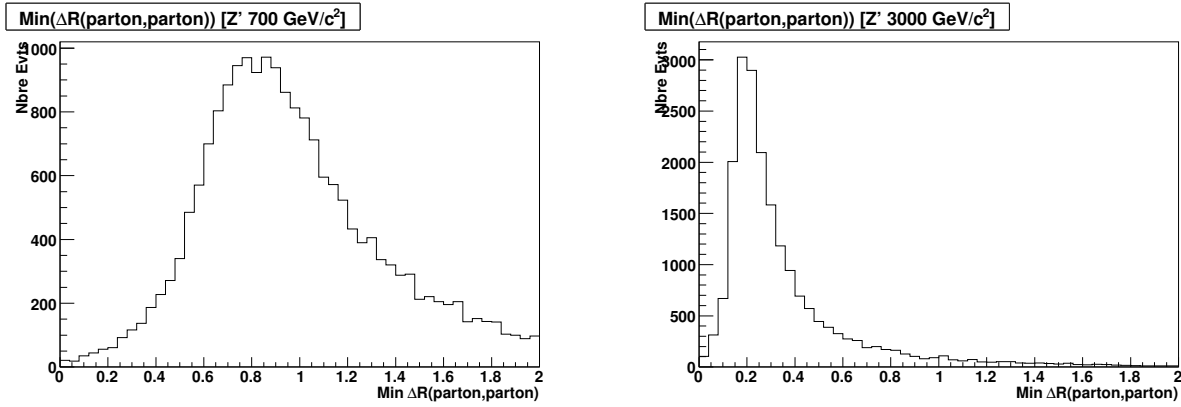 Min(ΔR(parton,parton)) [Z' 700 GeV/c²]
Nbre Evts
1000
800
600
400
200
0
0 0.2 0.4 0.6 0.8 1 1.2 1.4 1.6 1.8 2
Min ΔR(parton,parton)
Min(ΔR(parton,parton)) [Z' 3000 GeV/c²]
Nbre Evts
3000
2500
2000
1500
1000
500
0
0 0.2 0.4 0.6 0.8 1 1.2 1.4 1.6 1.8 2
Min ΔR(parton,parton)